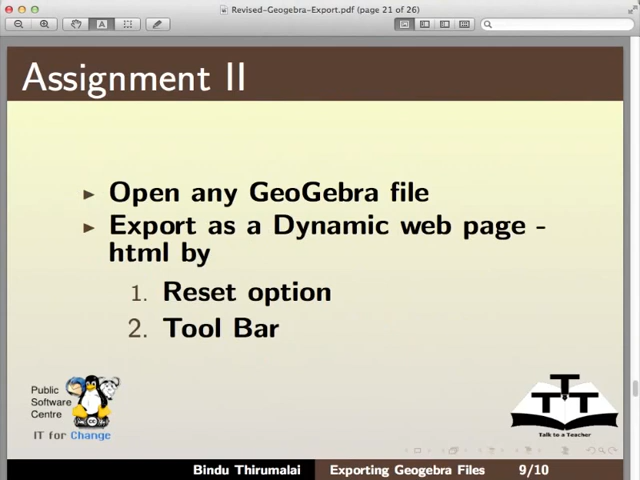 Revised-Geogebra-Export.pdf (page 21 of 26)
Assignment II
Open any GeoGebra file
Export as a Dynamic web page -
html by
1. Reset option
2. Tool Bar
Public
Software
Centre
IT for Change
TTT
Talk to a Teacher
Bindu Thirumalai Exporting Geogebra Files 9/10